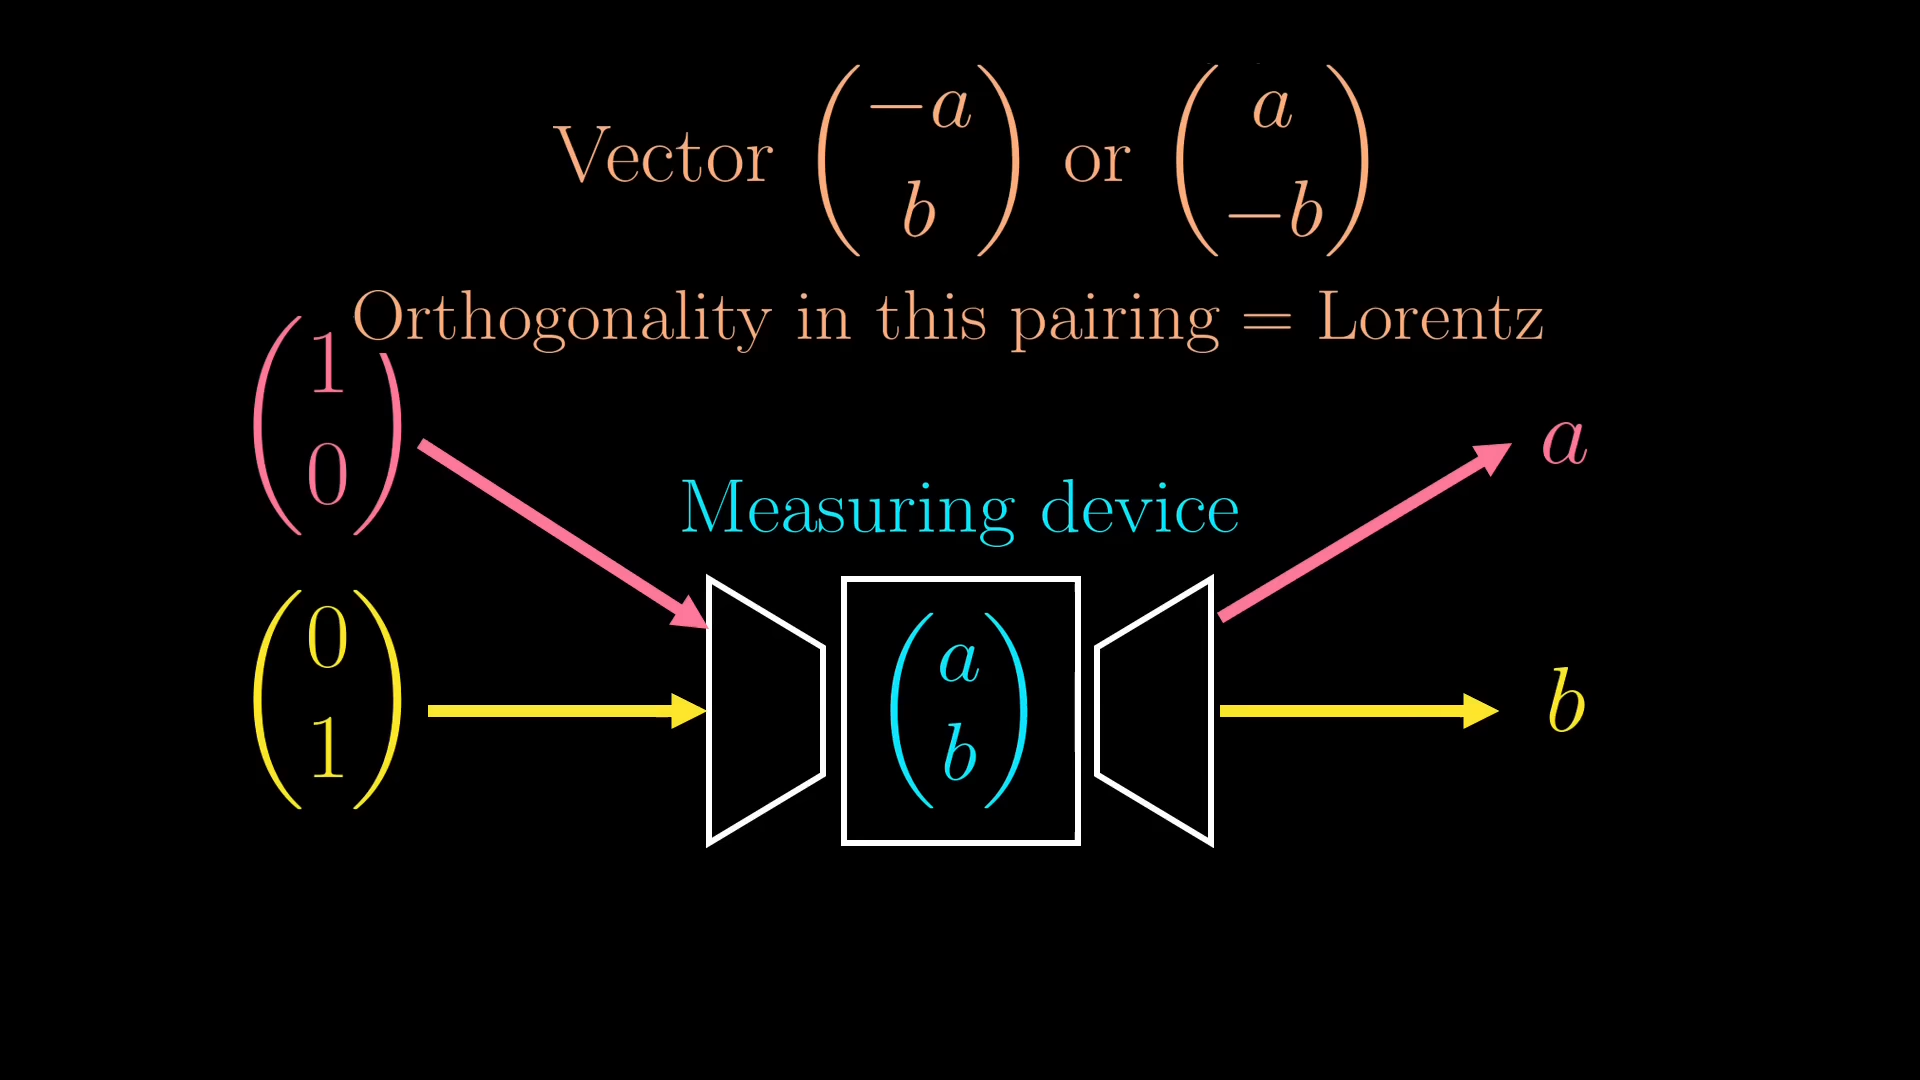 Vector (−a b) or (a −b)
Orthogonality in this pairing = Lorentz
(1 0)
a
Measuring device
(0 1)
(a b)
b